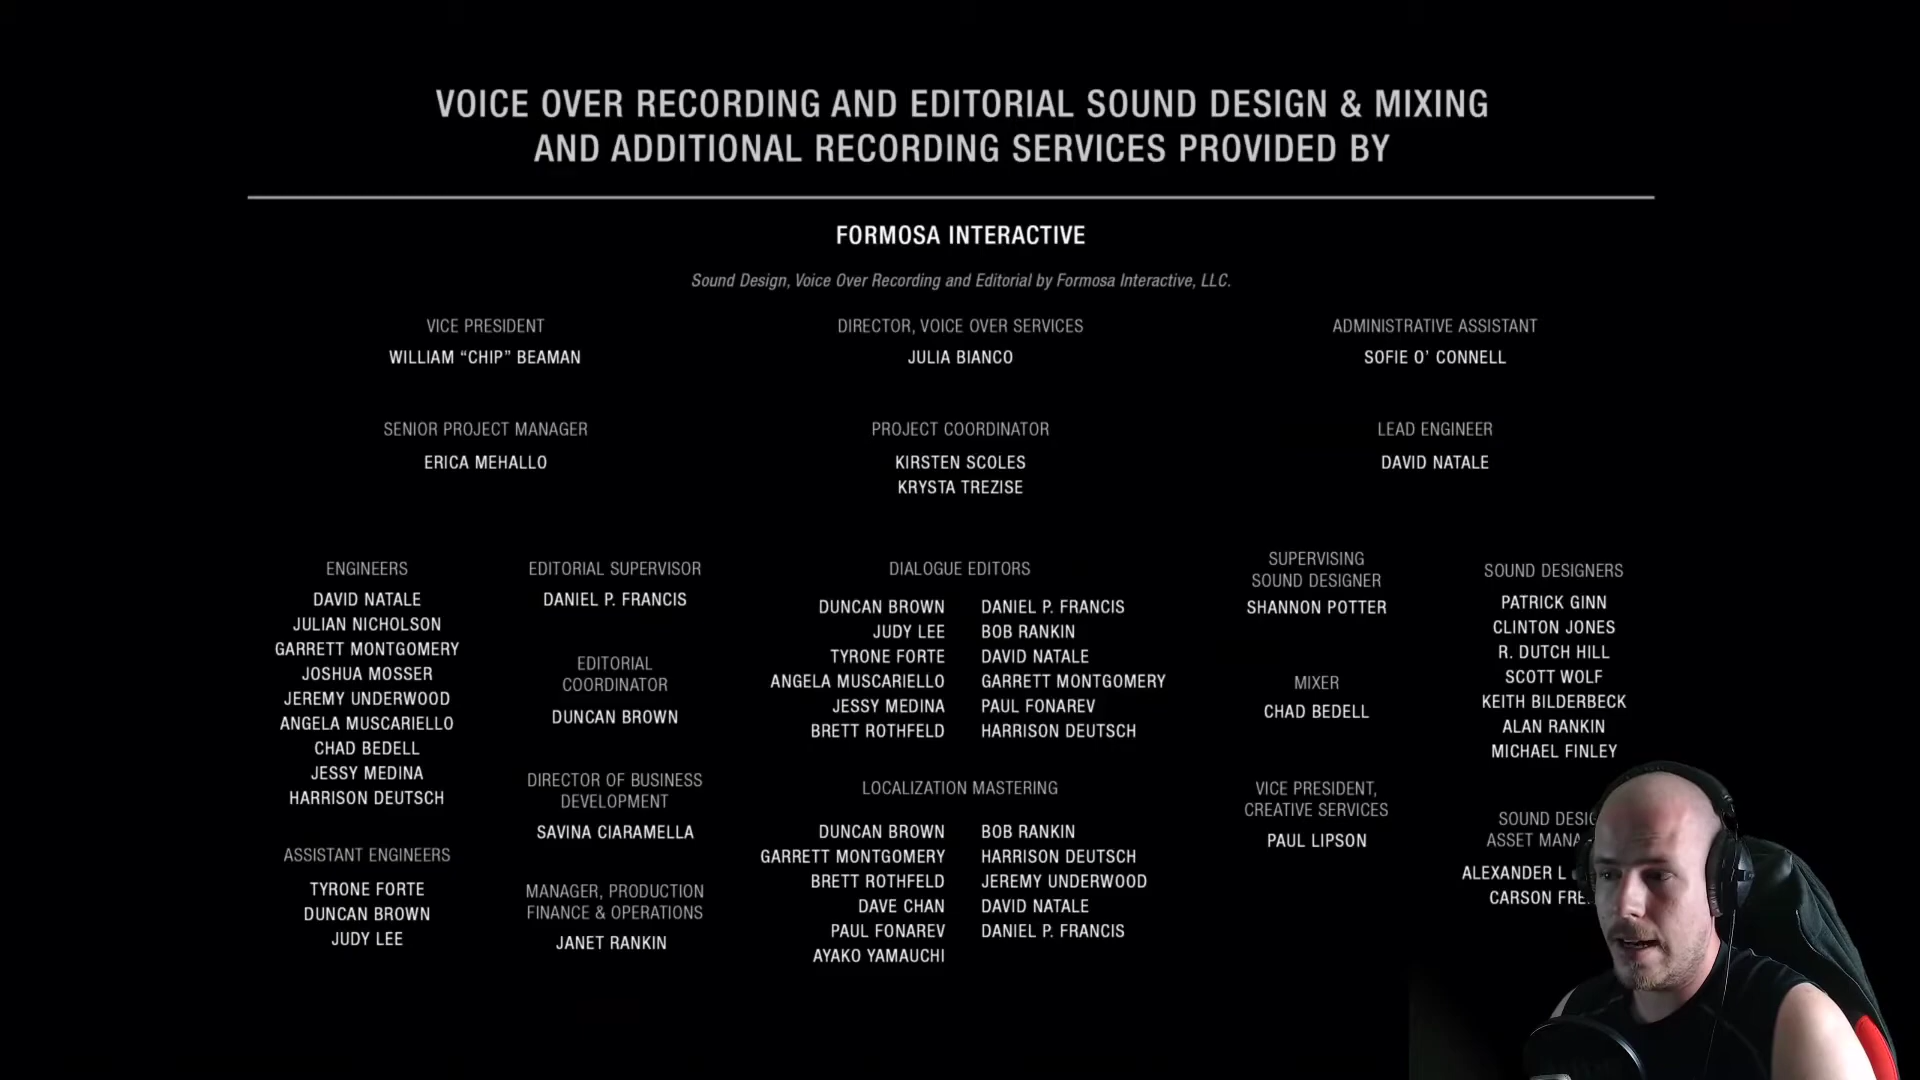 VOICE OVER RECORDING AND EDITORIAL SOUND DESIGN & MIXING
AND ADDITIONAL RECORDING SERVICES PROVIDED BY
FORMOSA INTERACTIVE
Sound Design, Voice Over Recording and Editorial by Formosa Interactive, LLC.
VICE PRESIDENT
WILLIAM “CHIP” BEAMAN
DIRECTOR, VOICE OVER SERVICES
JULIA BIANCO
ADMINISTRATIVE ASSISTANT
SOFIE O’ CONNELL
SENIOR PROJECT MANAGER
ERICA MEHALLO
PROJECT COORDINATOR
KIRSTEN SCOLES
KRYSTA TREZISE
LEAD ENGINEER
DAVID NATALE
ENGINEERS
DAVID NATALE
JULIAN NICHOLSON
GARRETT MONTGOMERY
JOSHUA MOSSER
JEREMY UNDERWOOD
ANGELA MUSCARIELLO
CHAD BEDELL
JESSY MEDINA
HARRISON DEUTSCH
ASSISTANT ENGINEERS
TYRONE FORTE
DUNCAN BROWN
JUDY LEE
EDITORIAL SUPERVISOR
DANIEL P. FRANCIS
EDITORIAL
COORDINATOR
DUNCAN BROWN
DIRECTOR OF BUSINESS
DEVELOPMENT
SAVINA CIARAMELLA
MANAGER, PRODUCTION
FINANCE & OPERATIONS
JANET RANKIN
DIALOGUE EDITORS
DUNCAN BROWN DANIEL P. FRANCIS
JUDY LEE BOB RANKIN
TYRONE FORTE DAVID NATALE
ANGELA MUSCARIELLO GARRETT MONTGOMERY
JESSY MEDINA PAUL FONAREV
BRETT ROTHFELD HARRISON DEUTSCH
LOCALIZATION MASTERING
DUNCAN BROWN BOB RANKIN
GARRETT MONTGOMERY HARRISON DEUTSCH
BRETT ROTHFELD JEREMY UNDERWOOD
DAVE CHAN DAVID NATALE
PAUL FONAREV DANIEL P. FRANCIS
AYAKO YAMAUCHI
SUPERVISING
SOUND DESIGNER
SHANNON POTTER
MIXER
CHAD BEDELL
VICE PRESIDENT,
CREATIVE SERVICES
PAUL LIPSON
SOUND DESIGNERS
PATRICK GINN
CLINTON JONES
R. DUTCH HILL
SCOTT WOLF
KEITH BILDERBECK
ALAN RANKIN
MICHAEL FINLEY
SOUND
ASSET
ALEXANDER
CARSON